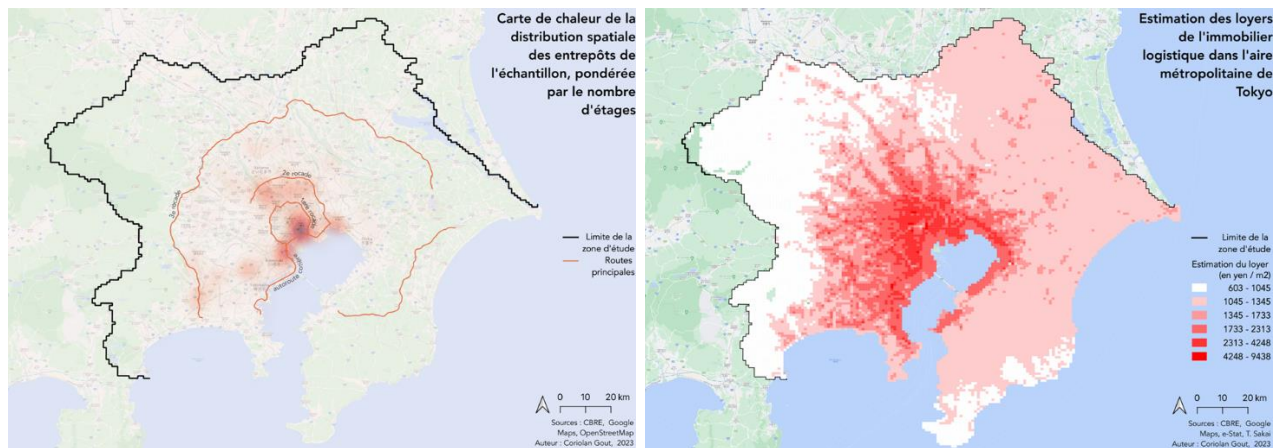 Carte de chaleur de la
distribution spatiale
des entrepôts de
l'échantillon, pondérée
par le nombre
d'étages
3e rocade
2e rocade
autoroute côtière
Limite de la
zone d'étude
Routes
principales
0 10 20 km
Sources : CBRE, Google
Maps, OpenStreetMap
Auteur : Coriolan Gout, 2023
Estimation des loyers
de l'immobilier
logistique dans l'aire
métropolitaine de
Tokyo
Limite de la
zone d'étude
Estimation du loyer
(en yen / m2)
603 - 1045
1045 - 1345
1345 - 1733
1733 - 2313
2313 - 4248
4248 - 9438
0 10 20 km
Sources : CBRE, Google
Maps, e-Stat, T. Sakai
Auteur : Coriolan Gout, 2023